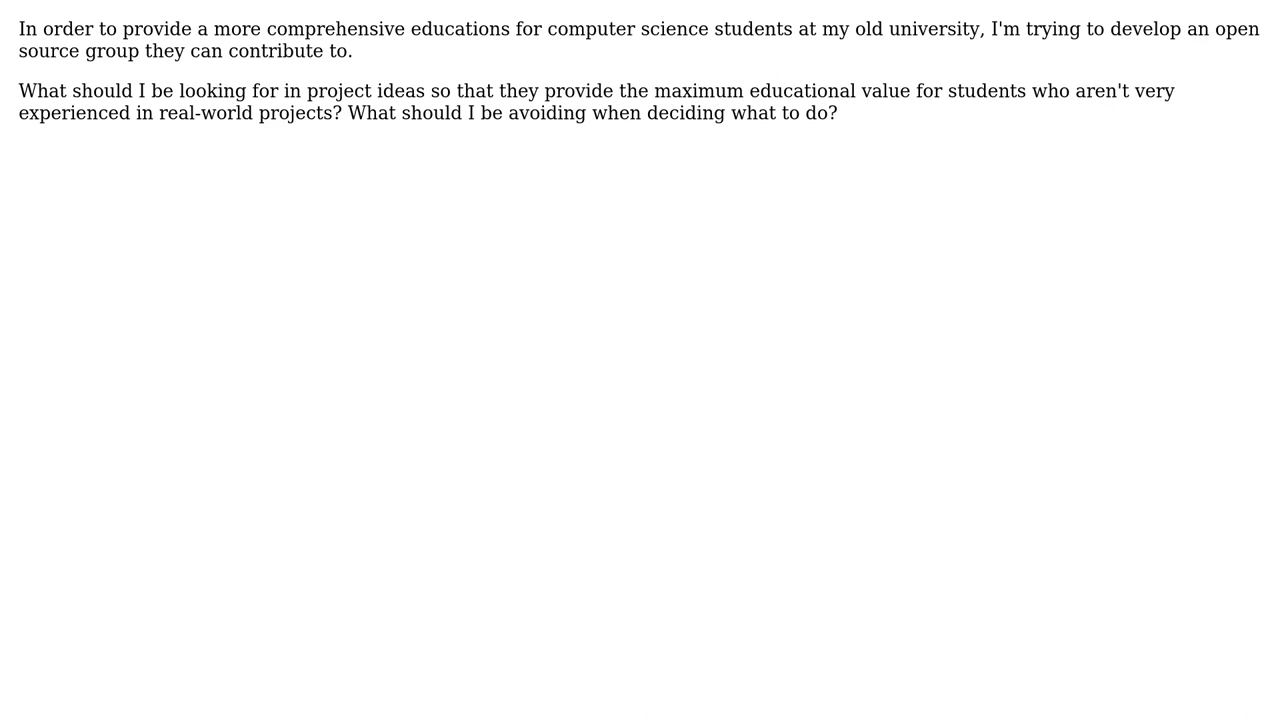 In order to provide a more comprehensive educations for computer science students at my old university, I'm trying to develop an open
source group they can contribute to.
What should I be looking for in project ideas so that they provide the maximum educational value for students who aren't very
experienced in real-world projects? What should I be avoiding when deciding what to do?